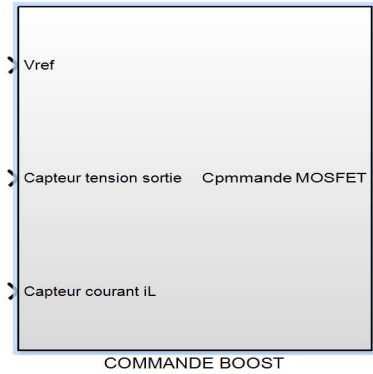 Vref
Capteur tension sortie Cpmmande MOSFET
Capteur courant iL
COMMANDE BOOST